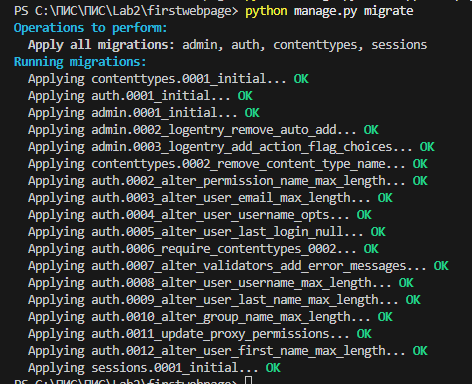 PS C:\ПИС\ПИС\Lab2\firstwebpage> python manage.py migrate
Operations to perform:
  Apply all migrations: admin, auth, contenttypes, sessions
Running migrations:
  Applying contenttypes.0001_initial... OK
  Applying auth.0001_initial... OK
  Applying admin.0001_initial... OK
  Applying admin.0002_logentry_remove_auto_add... OK
  Applying admin.0003_logentry_add_action_flag_choices... OK
  Applying contenttypes.0002_remove_content_type_name... OK
  Applying auth.0002_alter_permission_name_max_length... OK
  Applying auth.0003_alter_user_email_max_length... OK
  Applying auth.0004_alter_user_username_opts... OK
  Applying auth.0005_alter_user_last_login_null... OK
  Applying auth.0006_require_contenttypes_0002... OK
  Applying auth.0007_alter_validators_add_error_messages... OK
  Applying auth.0008_alter_user_username_max_length... OK
  Applying auth.0009_alter_user_last_name_max_length... OK
  Applying auth.0010_alter_group_name_max_length... OK
  Applying auth.0011_update_proxy_permissions... OK
  Applying auth.0012_alter_user_first_name_max_length... OK
  Applying sessions.0001_initial... OK
PS C:\ПИС\ПИС\Lab2\firstwebpage>